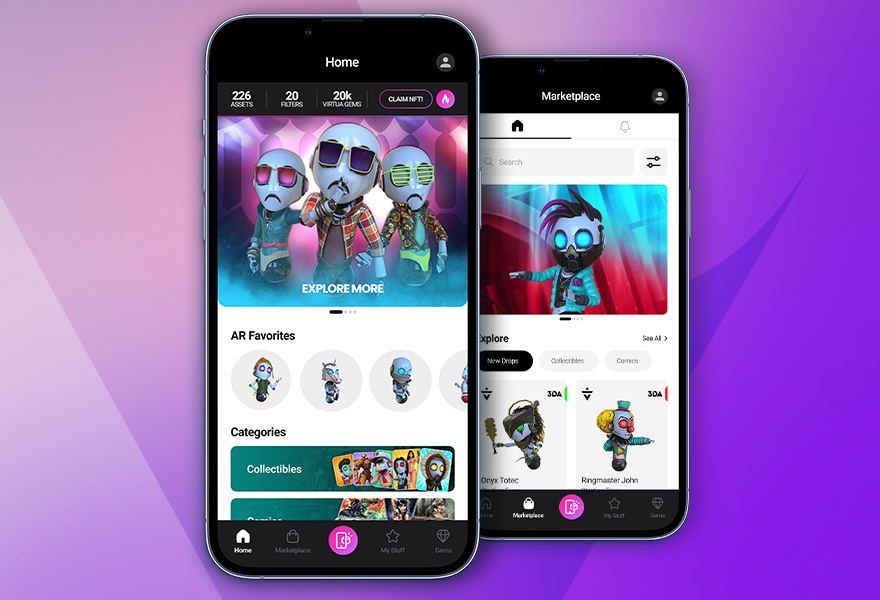 Home
226
ASSETS
20
FILTERS
20k
VIRTUA GEMS
CLAIM NFT!
EXPLORE MORE
AR Favorites
Categories
Collectibles
Comics
Home
Marketplace
My Stuff
Gems
Marketplace
Search
Explore
See All
New Drops
Collectibles
Comics
3DA
3DA
Onyx Totec
Ringmaster John
Home
Marketplace
My Stuff
Gems